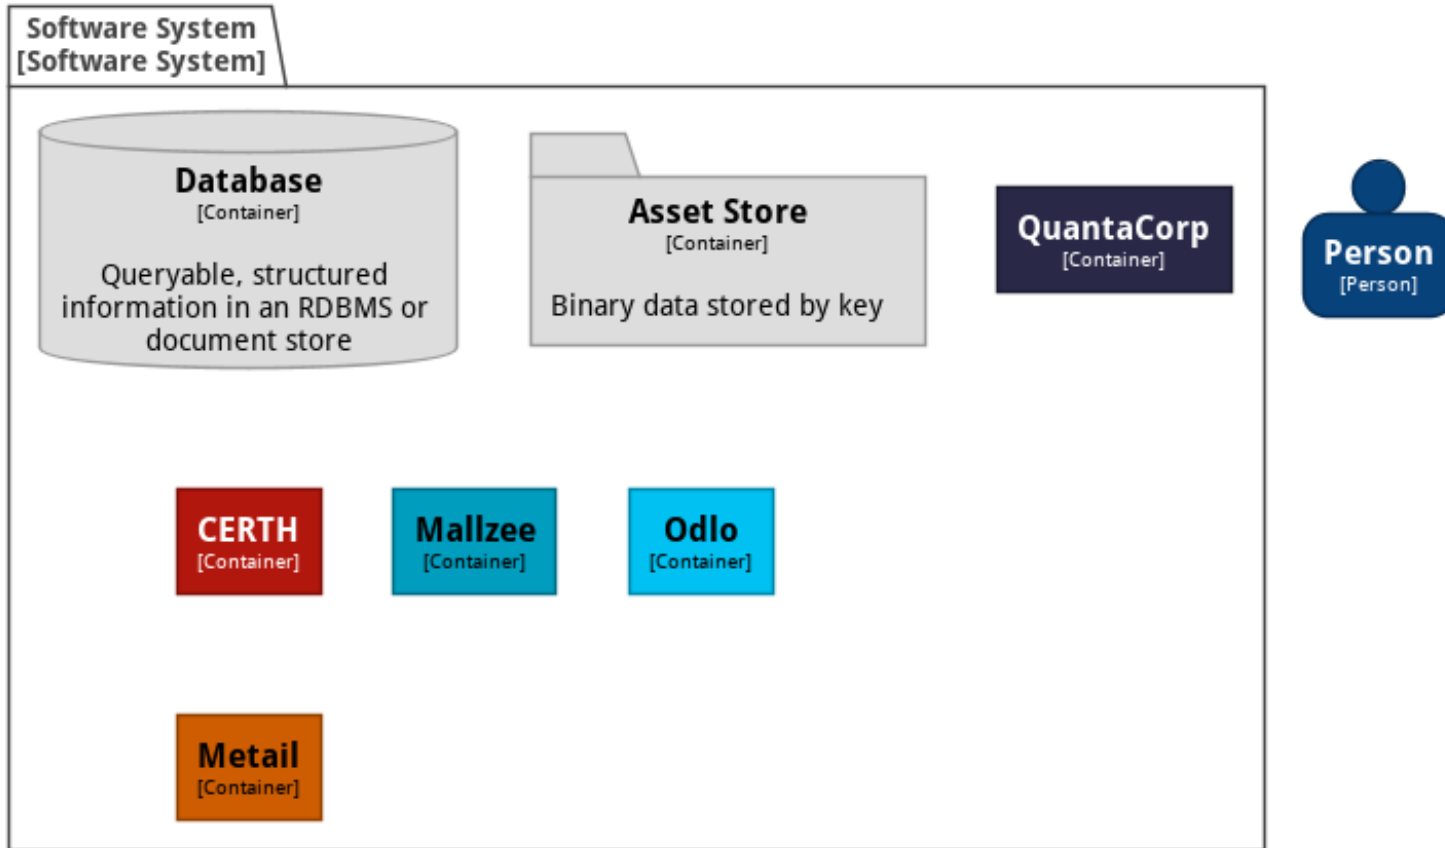 Software System
[Software System]
Database
[Container]
Queryable, structured
information in an RDBMS or
document store
Asset Store
[Container]
Binary data stored by key
QuantaCorp
[Container]
Person
[Person]
CERTH
[Container]
Mallzee
[Container]
Odlo
[Container]
Metail
[Container]